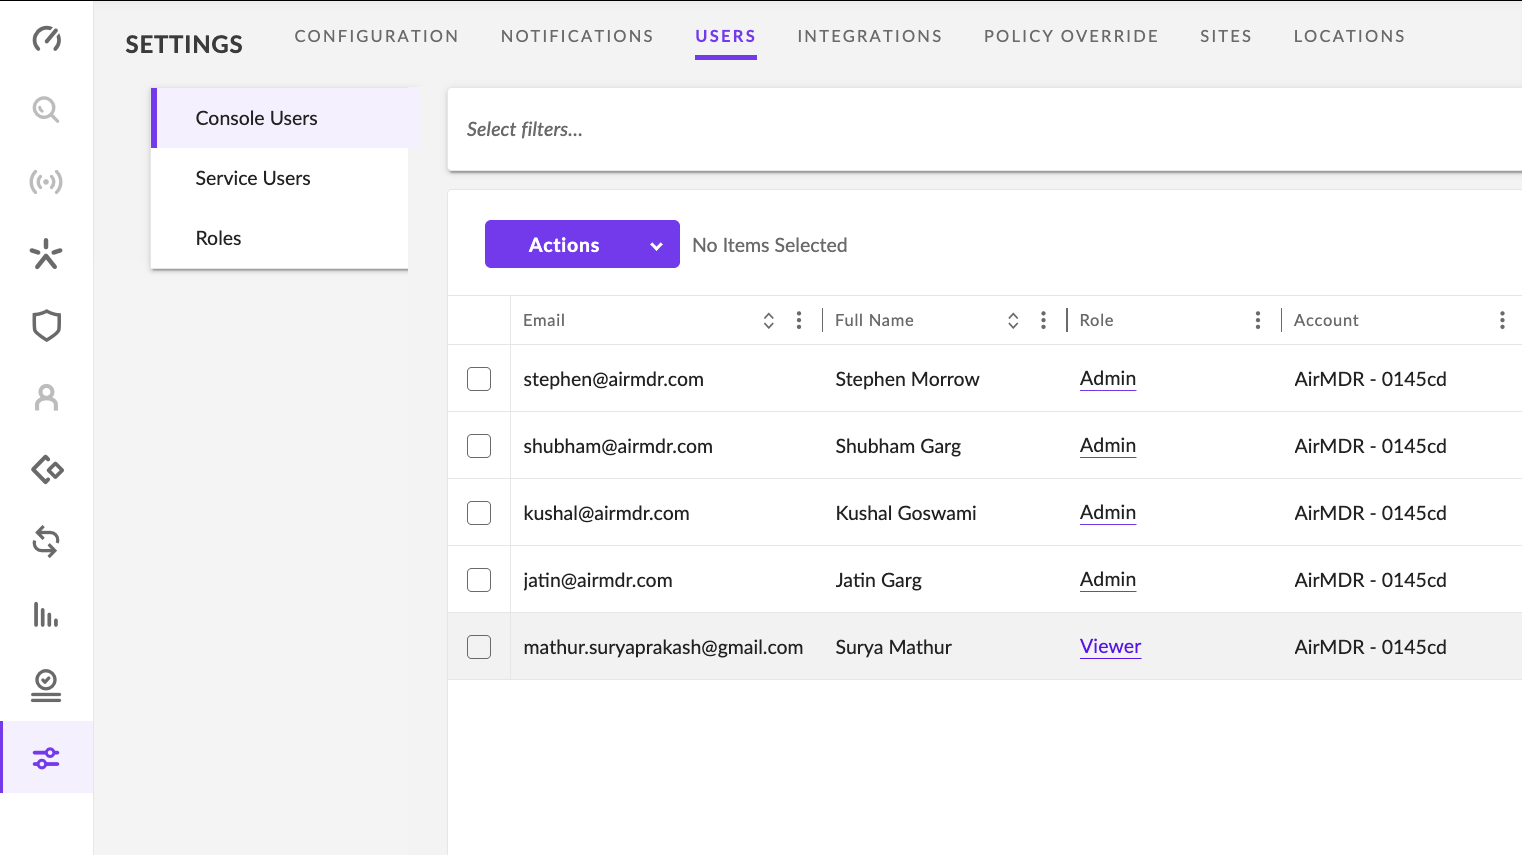 SETTINGS
CONFIGURATION NOTIFICATIONS USERS INTEGRATIONS POLICY OVERRIDE SITES LOCATIONS
Console Users
Service Users
Roles
Select filters...
Actions No Items Selected
Email Full Name Role Account
stephen@airmdr.com Stephen Morrow Admin AirMDR - 0145cd
shubham@airmdr.com Shubham Garg Admin AirMDR - 0145cd
kushal@airmdr.com Kushal Goswami Admin AirMDR - 0145cd
jatin@airmdr.com Jatin Garg Admin AirMDR - 0145cd
mathur.suryaprakash@gmail.com Surya Mathur Viewer AirMDR - 0145cd